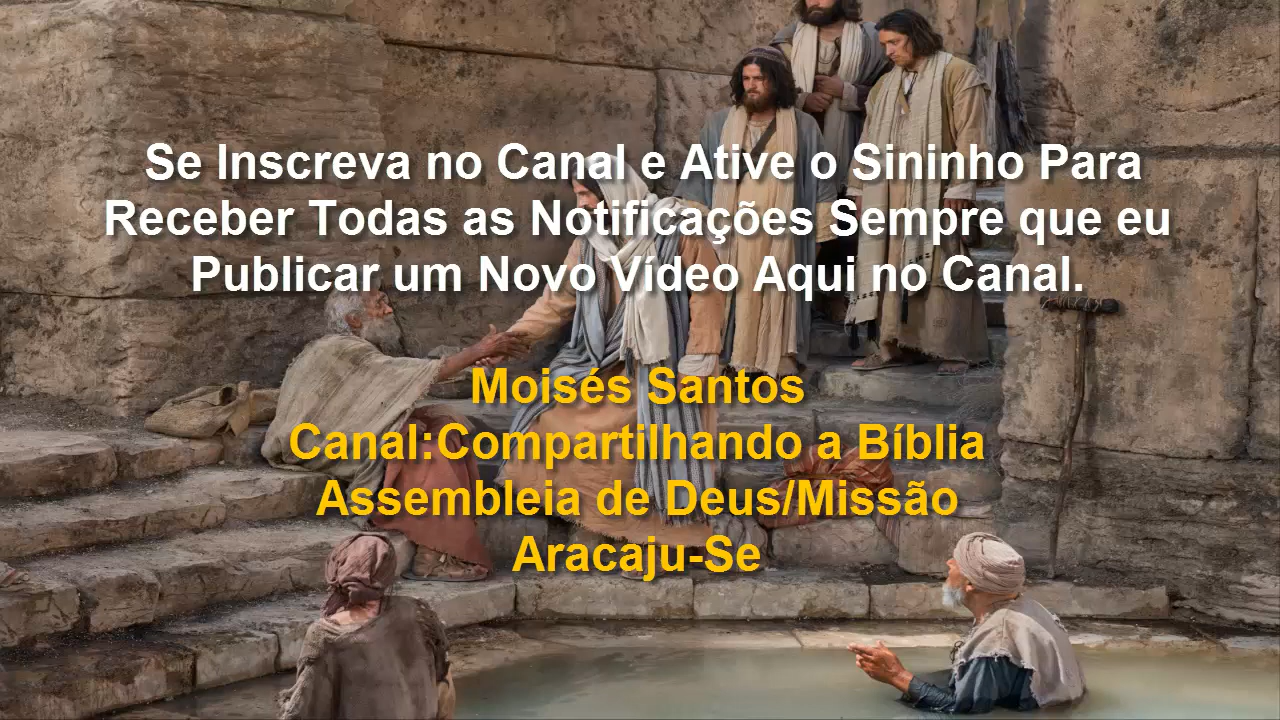 Se Inscreva no Canal e Ative o Sininho Para
Receber Todas as Notificações Sempre que eu
Publicar um Novo Vídeo Aqui no Canal.
Moisés Santos
Canal:Compartilhando a Bíblia
Assembleia de Deus/Missão
Aracaju-Se